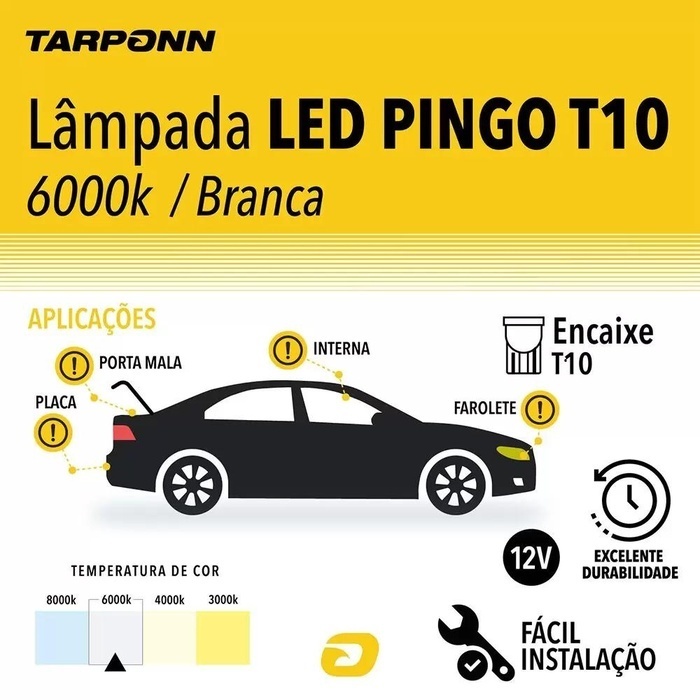 TARPONN
Lâmpada LED PINGO T10
6000k / Branca
APLICAÇÕES
PORTA MALA
INTERNA
Encaixe
T10
PLACA
FAROLETE
12V
EXCELENTE
DURABILIDADE
TEMPERATURA DE COR
8000k 6000k 4000k 3000k
FÁCIL
INSTALAÇÃO